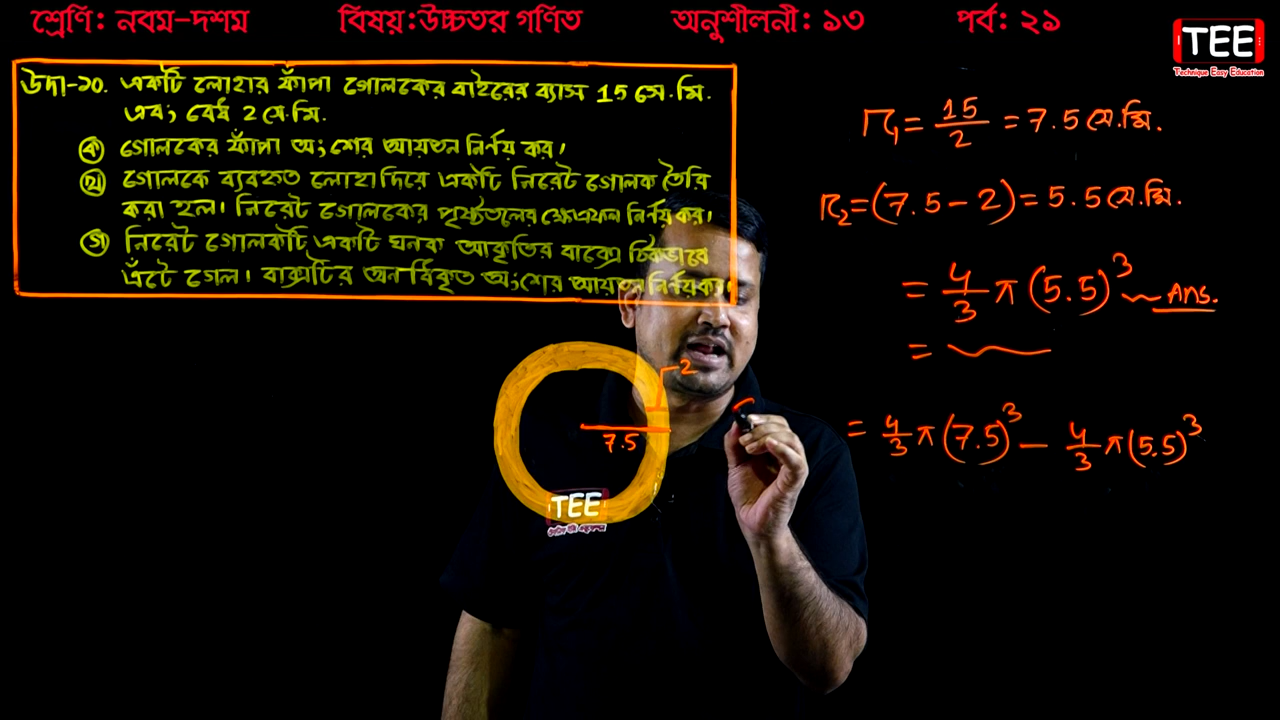 শ্রেণি: নবম-দশম বিষয়:উচ্চতর গণিত অনুশীলনী: ১৩ পর্ব: ২১
TEE
Technique Easy Education
উদা-১০. একটি লোহার ফাঁপা গোলকের বাইরের ব্যাস 15 সে.মি.
এবং বেধ 2 সে.মি.
ক গোলকের ফাঁপা অংশের আয়তন নির্ণয় কর।
খ গোলকে ব্যবহৃত লোহা দিয়ে একটি নিরেট গোলক তৈরি
করা হল। নিরেট গোলকের পৃষ্ঠতলের ক্ষেত্রফল নির্ণয় কর।
গ নিরেট গোলকটি একটি ঘনক আকৃতির বাক্সে ঠিকভাবে
এঁটে গেল। বাক্সটির অনধিকৃত অংশের আয়তন নির্ণয় কর।
r₁ = 15/2 = 7.5 সে.মি.
r₂ = (7.5 - 2) = 5.5 সে.মি.
= 4/3 π (5.5)³ Ans.
=
= 4/3 π (7.5)³ - 4/3 π (5.5)³
2
7.5
TEE